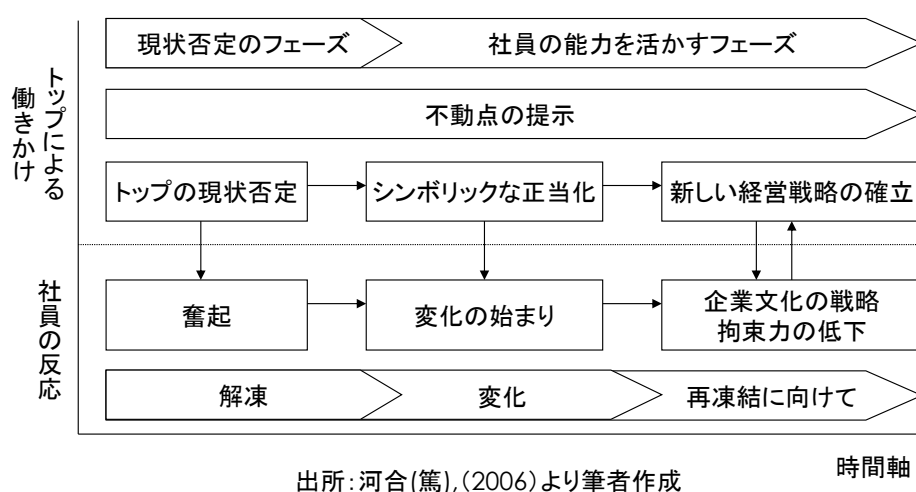 現状否定のフェーズ
社員の能力を活かすフェーズ
不動点の提示
トップによる
働きかけ
トップの現状否定
シンボリックな正当化
新しい経営戦略の確立
社員の反応
奮起
変化の始まり
企業文化の戦略
拘束力の低下
解凍
変化
再凍結に向けて
時間軸
出所:河合(篤),(2006)より筆者作成